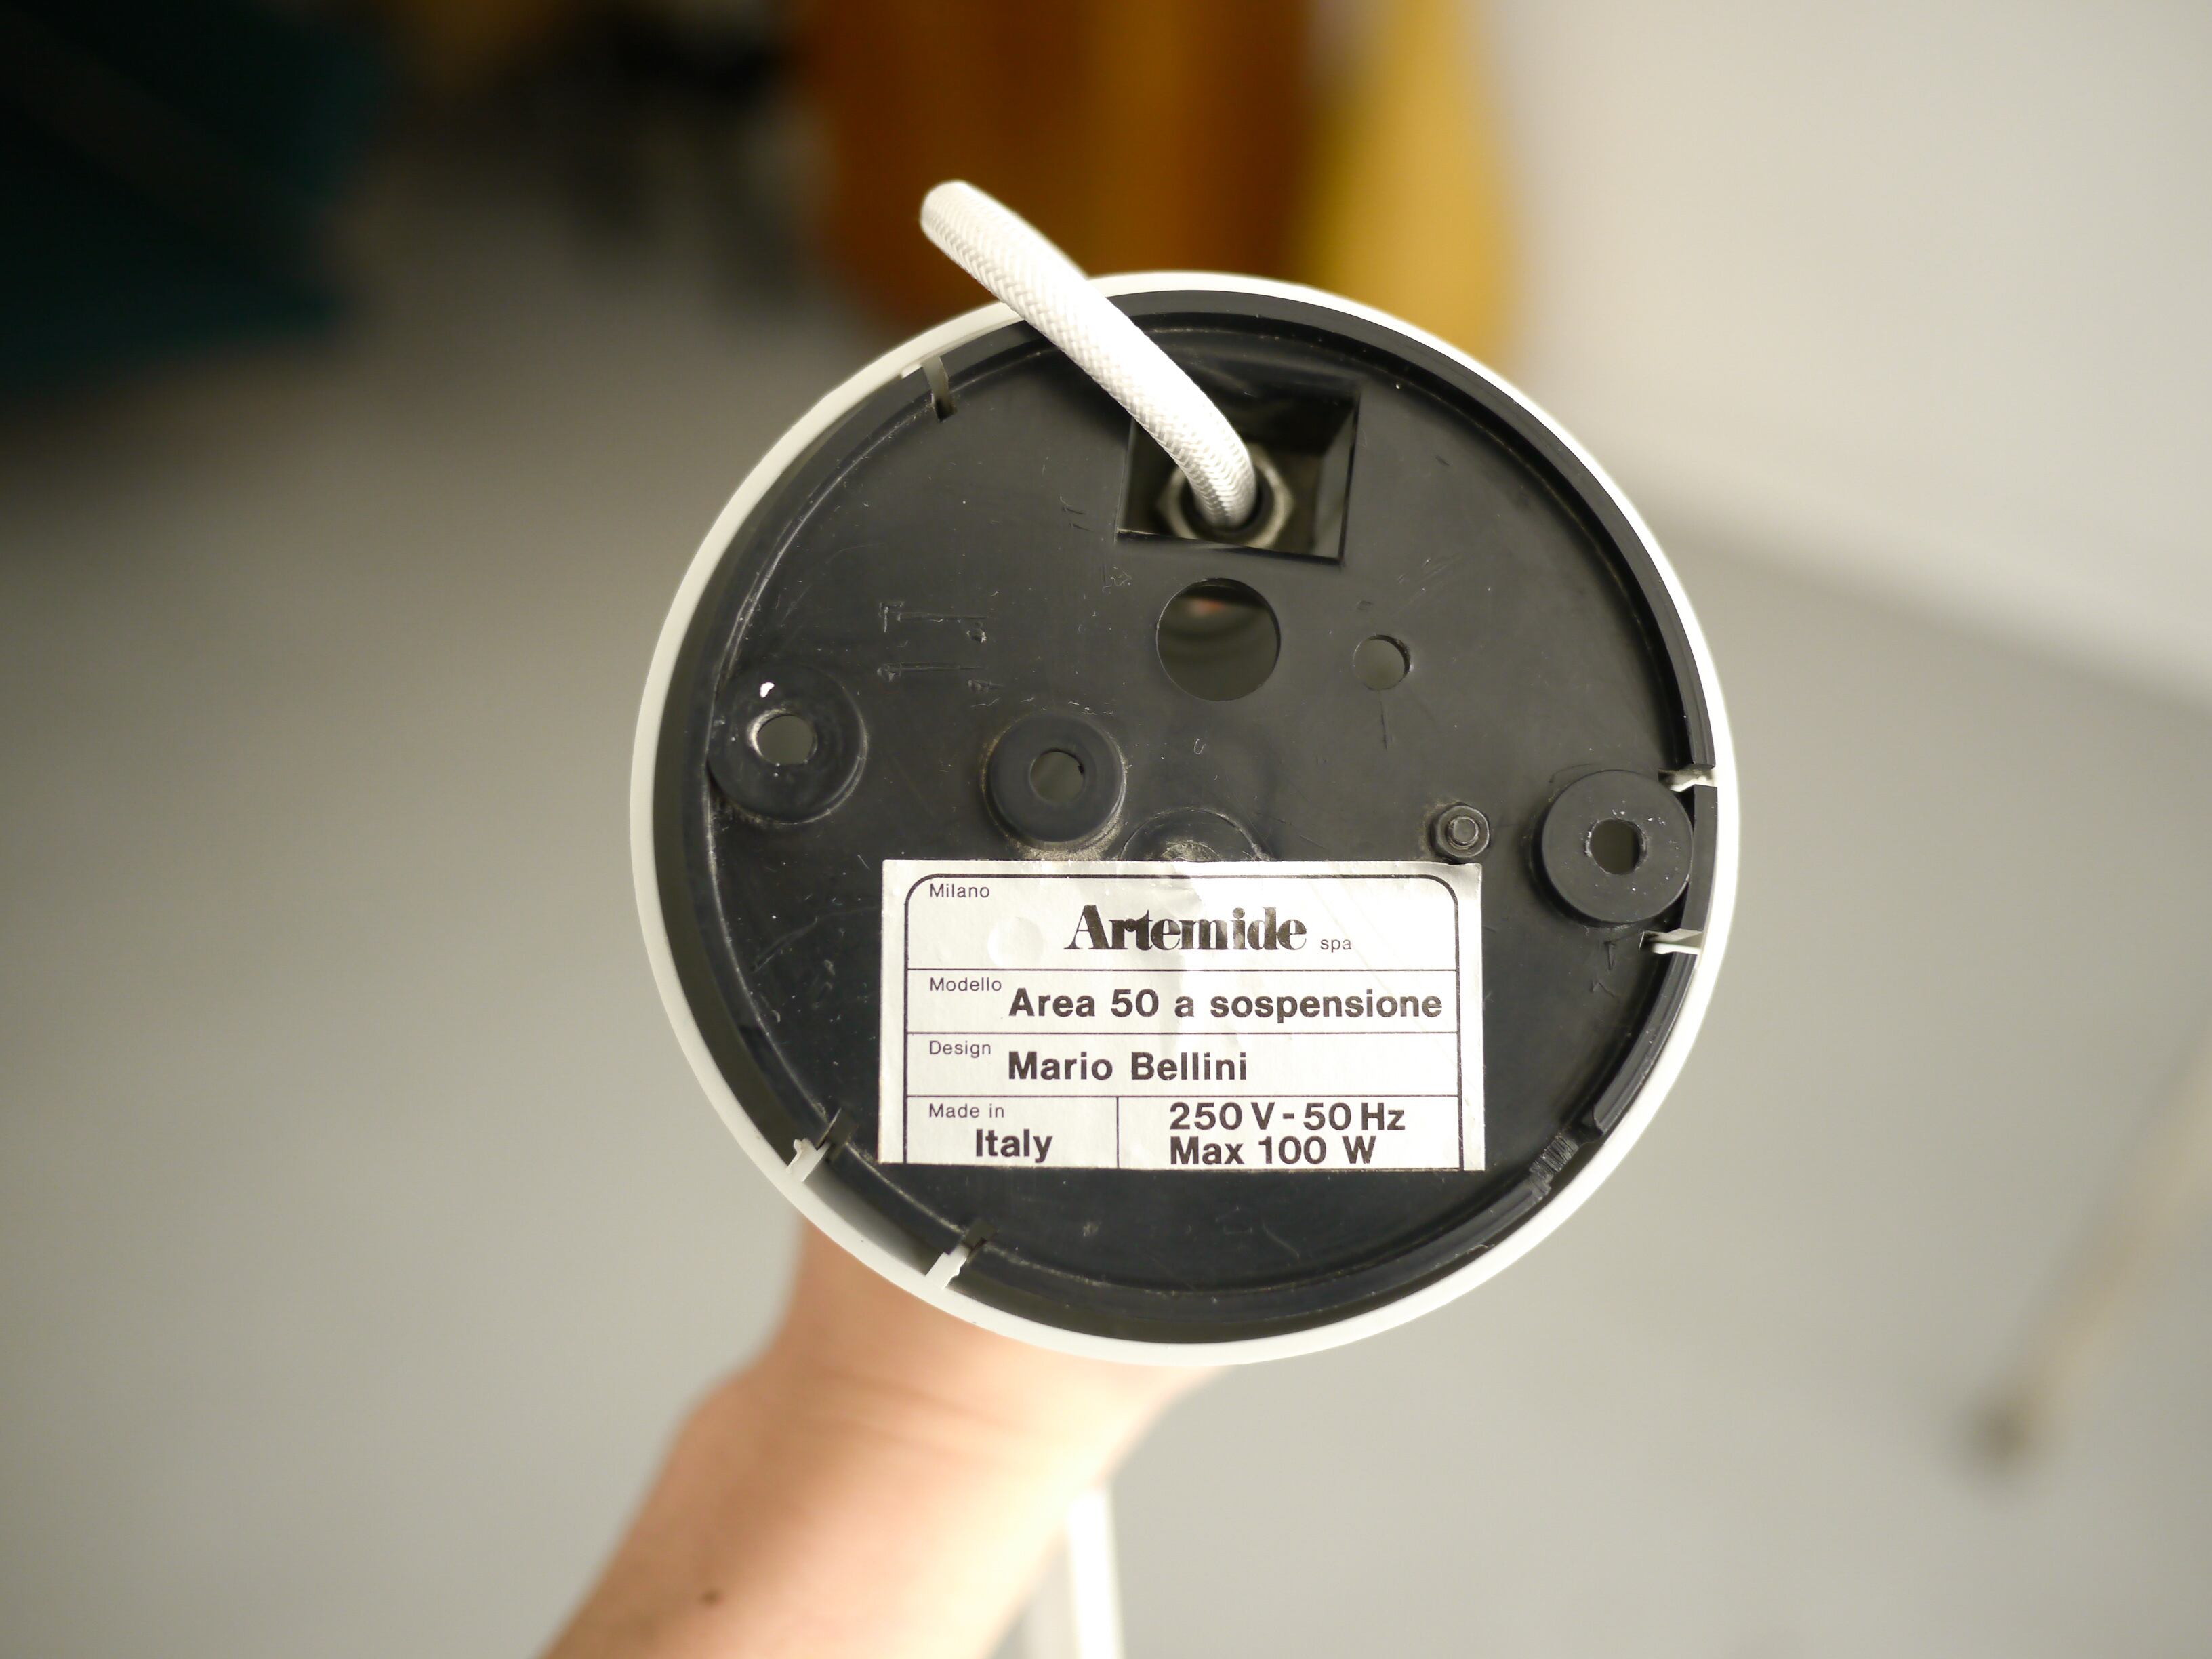 Milano
Artemide spa
Modello Area 50 a sospensione
Design Mario Bellini
Made in Italy
250 V - 50 Hz
Max 100 W